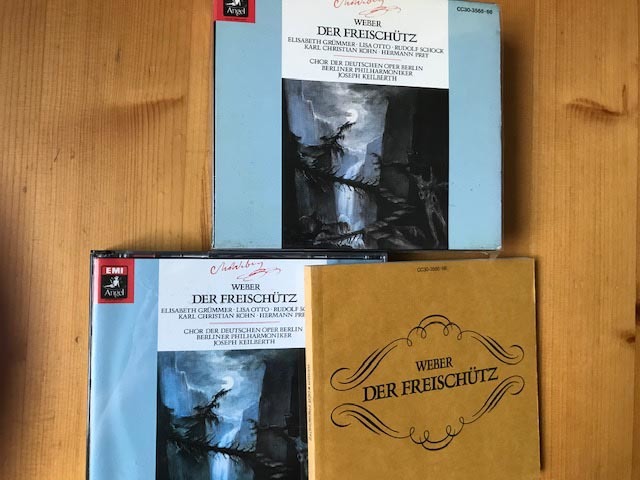 Angel
CC30-3565·66
WEBER
DER FREISCHÜTZ
ELISABETH GRÜMMER · LISA OTTO · RUDOLF SCHOCK
KARL CHRISTIAN KOHN · HERMANN PREY
CHOR DER DEUTSCHEN OPER BERLIN
BERLINER PHILHARMONIKER
JOSEPH KEILBERTH
EMI
Angel
WEBER
DER FREISCHÜTZ
ELISABETH GRÜMMER · LISA OTTO · RUDOLF SC
KARL CHRISTIAN KOHN · HERMANN PRE
CHOR DER DEUTSCHEN OPER BERLIN
BERLINER PHILHARMONIKER
JOSEPH KEILBERTH
CC30-3565·66
WEBER
DER FREISCHÜTZ